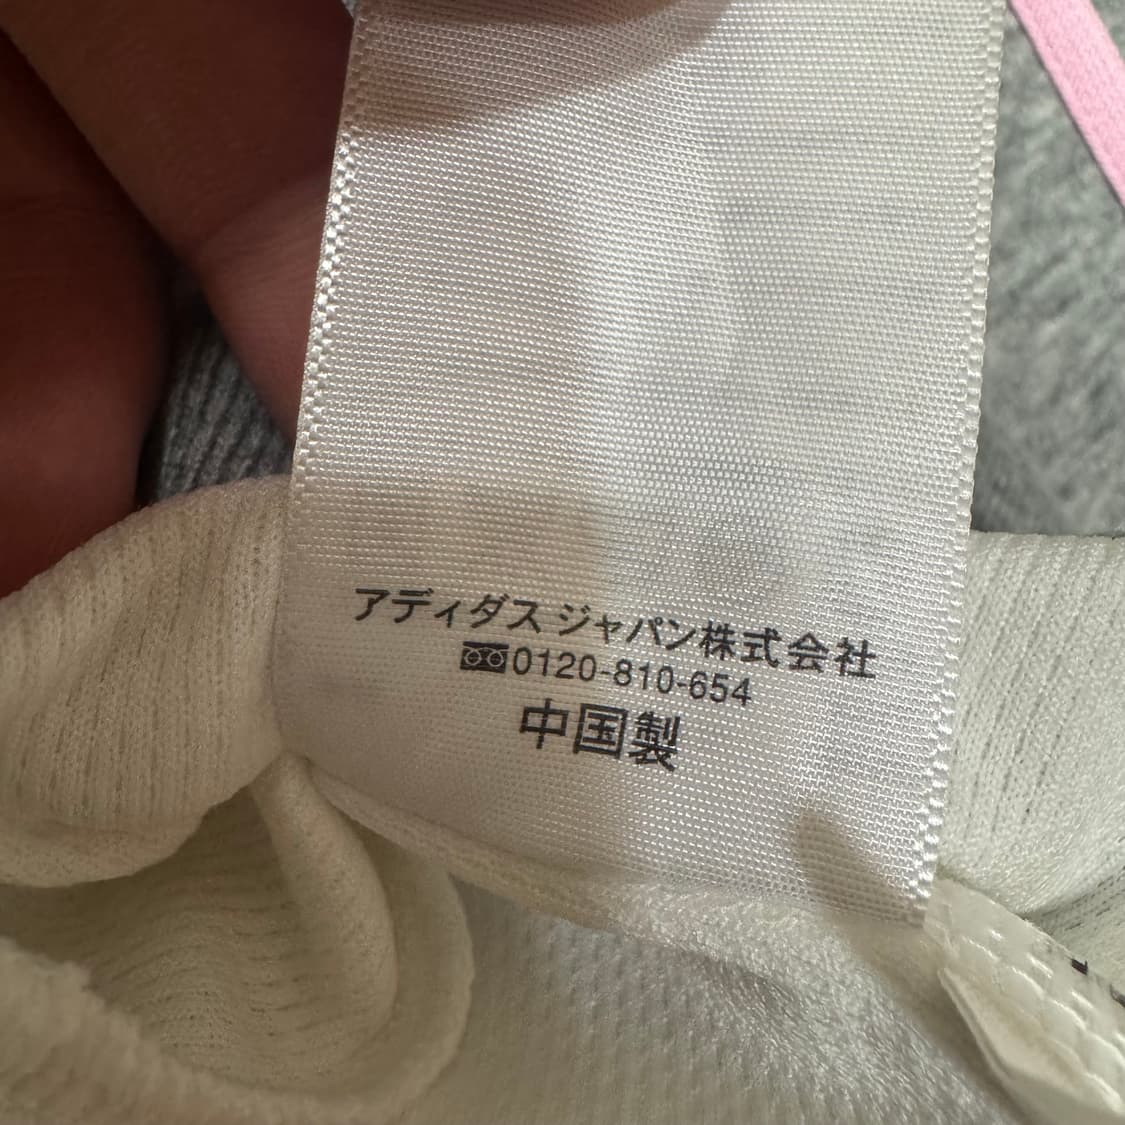 アディダス ジャパン株式会社
0120-810-654
中国製